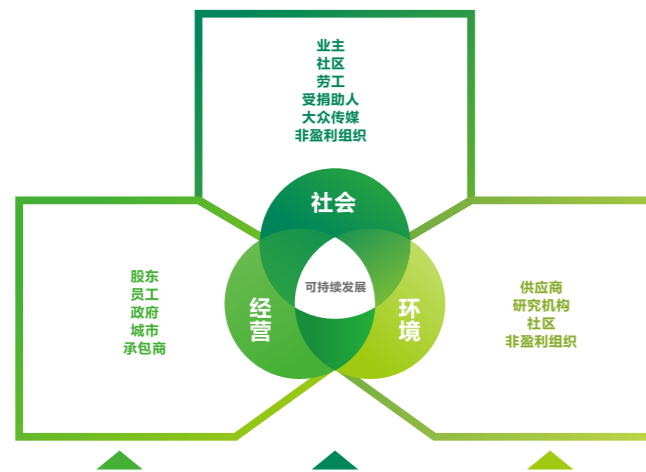 业主
社区
劳工
受捐助人
大众传媒
非盈利组织
社会
股东
员工
政府
城市
承包商
经营
可持续发展
环境
供应商
研究机构
社区
非盈利组织